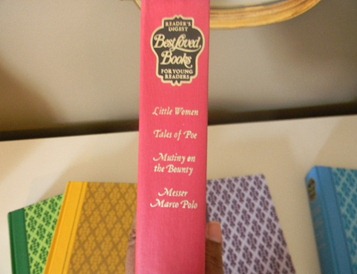 READER'S
DIGEST
Best Loved
Books
FOR YOUNG
READERS
Little Women
Tales of Poe
Mutiny on
the Bounty
Messer
Marco Polo